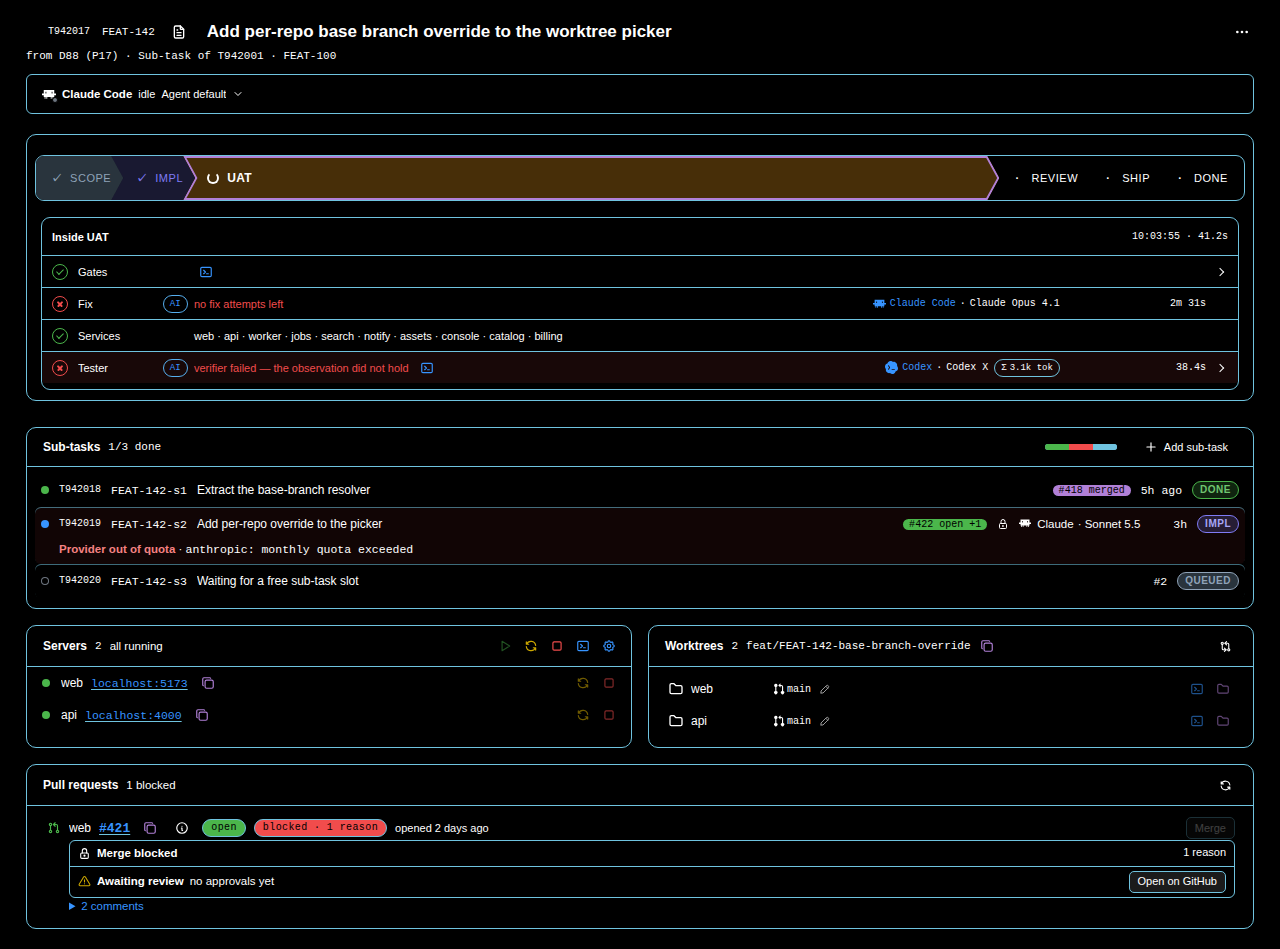 T942017 FEAT-142 Add per-repo base branch override to the worktree picker
from D88 (P17) · Sub-task of T942001 · FEAT-100
Claude Code idle Agent default
SCOPE IMPL UAT · REVIEW · SHIP · DONE
Inside UAT 10:03:55 · 41.2s
Gates
Fix AI no fix attempts left Claude Code · Claude Opus 4.1 2m 31s
Services web · api · worker · jobs · search · notify · assets · console · catalog · billing
Tester AI verifier failed — the observation did not hold Codex · Codex X Σ 3.1k tok 38.4s
Sub-tasks 1/3 done Add sub-task
T942018 FEAT-142-s1 Extract the base-branch resolver #418 merged 5h ago DONE
T942019 FEAT-142-s2 Add per-repo override to the picker #422 open +1 Claude · Sonnet 5.5 3h IMPL
Provider out of quota · anthropic: monthly quota exceeded
T942020 FEAT-142-s3 Waiting for a free sub-task slot #2 QUEUED
Servers 2 all running
web localhost:5173
api localhost:4000
Worktrees 2 feat/FEAT-142-base-branch-override
web main
api main
Pull requests 1 blocked
web #421 open blocked · 1 reason opened 2 days ago Merge
Merge blocked 1 reason
Awaiting review no approvals yet Open on GitHub
2 comments